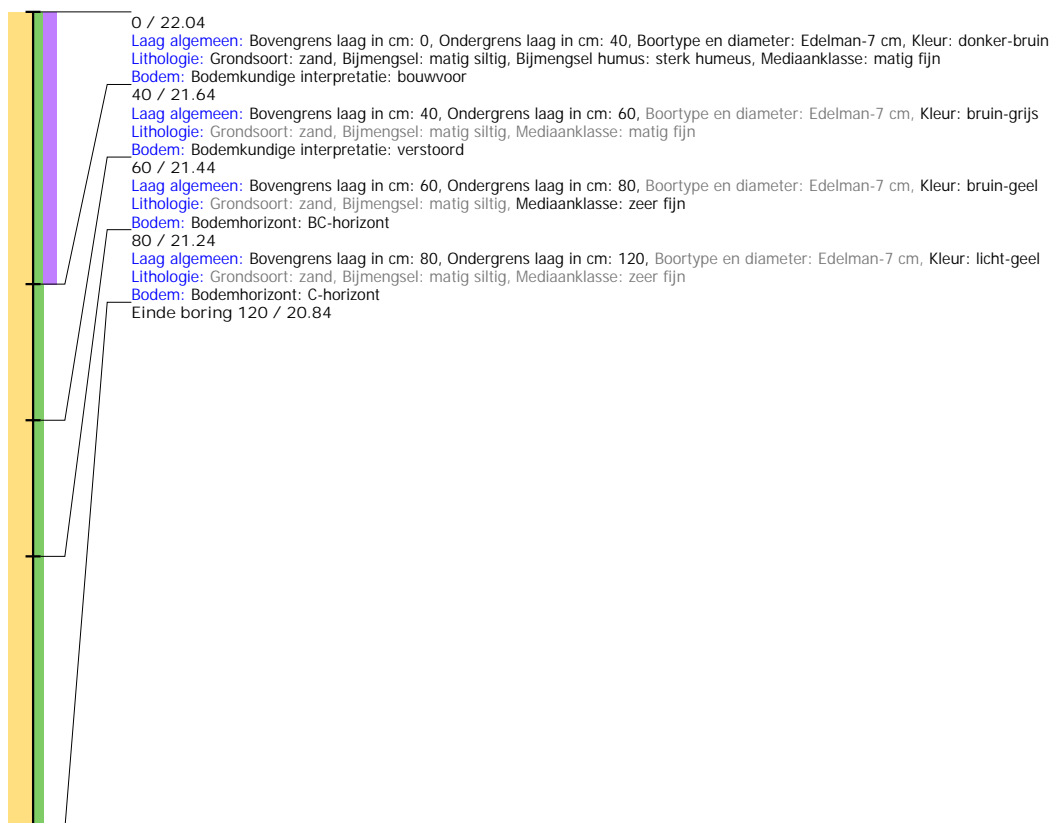 0 / 22.04
Laag algemeen: Bovengrens laag in cm: 0, Ondergrens laag in cm: 40, Boortype en diameter: Edelman-7 cm, Kleur: donker-bruin
Lithologie: Grondsoort: zand, Bijmengsel: matig siltig, Bijmengsel humus: sterk humeus, Mediaanklasse: matig fijn
Bodem: Bodemkundige interpretatie: bouwvoor
40 / 21.64
Laag algemeen: Bovengrens laag in cm: 40, Ondergrens laag in cm: 60, Boortype en diameter: Edelman-7 cm, Kleur: bruin-grijs
Lithologie: Grondsoort: zand, Bijmengsel: matig siltig, Mediaanklasse: matig fijn
Bodem: Bodemkundige interpretatie: verstoord
60 / 21.44
Laag algemeen: Bovengrens laag in cm: 60, Ondergrens laag in cm: 80, Boortype en diameter: Edelman-7 cm, Kleur: bruin-geel
Lithologie: Grondsoort: zand, Bijmengsel: matig siltig, Mediaanklasse: zeer fijn
Bodem: Bodemhorizont: BC-horizont
80 / 21.24
Laag algemeen: Bovengrens laag in cm: 80, Ondergrens laag in cm: 120, Boortype en diameter: Edelman-7 cm, Kleur: licht-geel
Lithologie: Grondsoort: zand, Bijmengsel: matig siltig, Mediaanklasse: zeer fijn
Bodem: Bodemhorizont: C-horizont
Einde boring 120 / 20.84